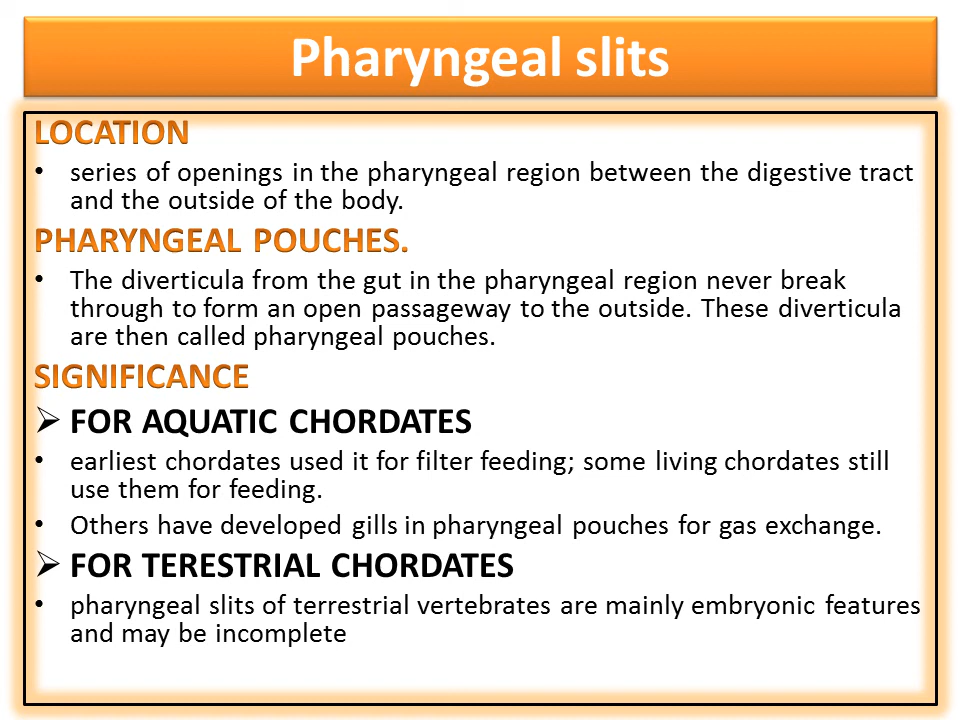 Pharyngeal slits
LOCATION
• series of openings in the pharyngeal region between the digestive tract
and the outside of the body.
PHARYNGEAL POUCHES.
• The diverticula from the gut in the pharyngeal region never break
through to form an open passageway to the outside. These diverticula
are then called pharyngeal pouches.
SIGNIFICANCE
➢ FOR AQUATIC CHORDATES
• earliest chordates used it for filter feeding; some living chordates still
use them for feeding.
• Others have developed gills in pharyngeal pouches for gas exchange.
➢ FOR TERESTRIAL CHORDATES
• pharyngeal slits of terrestrial vertebrates are mainly embryonic features
and may be incomplete